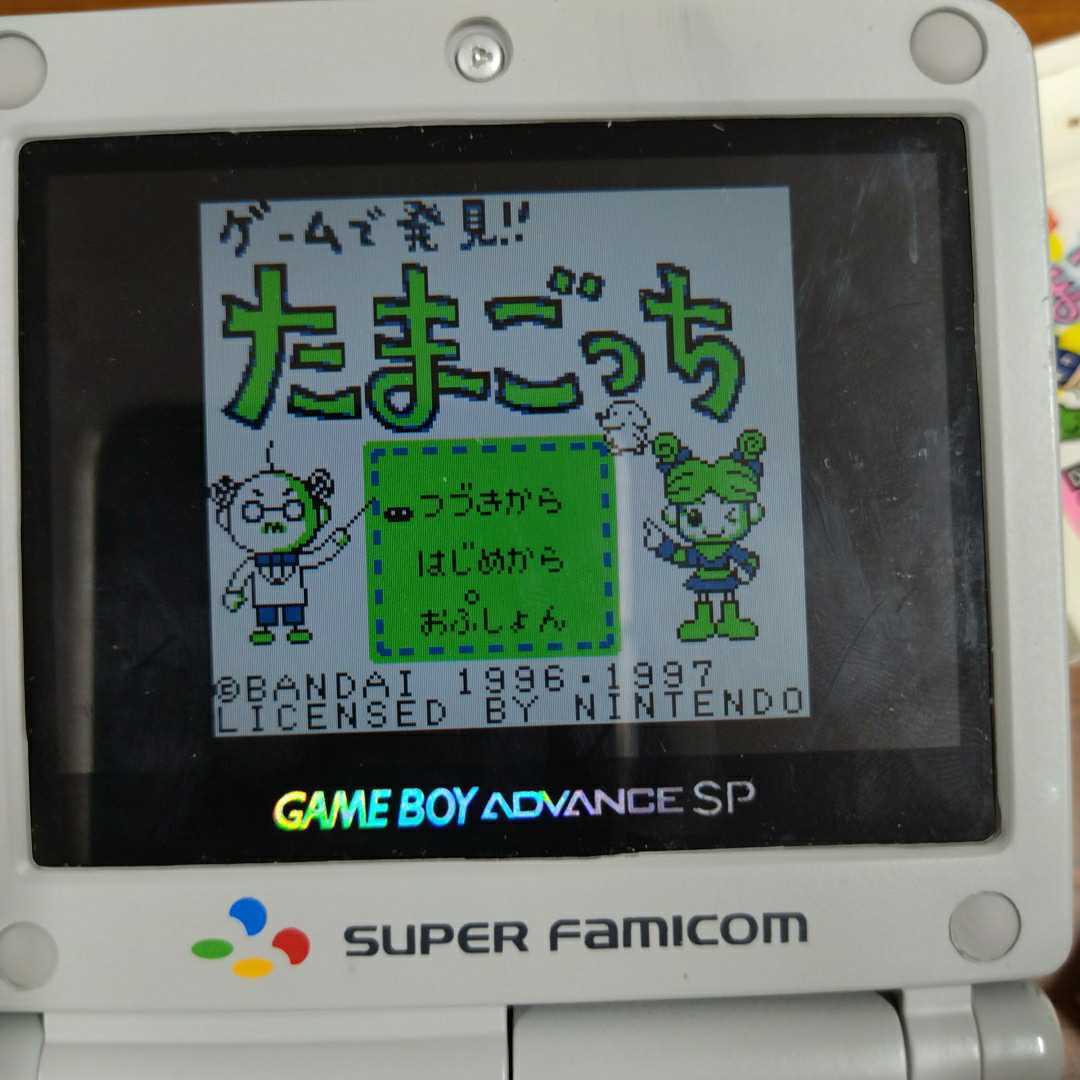 ゲームで発見!!
たまごっち
つづきから
はじめから
おぷしょん
©BANDAI 1996・1997
LICENSED BY NINTENDO
GAME BOY ADVANCE SP
SUPER FAMICOM